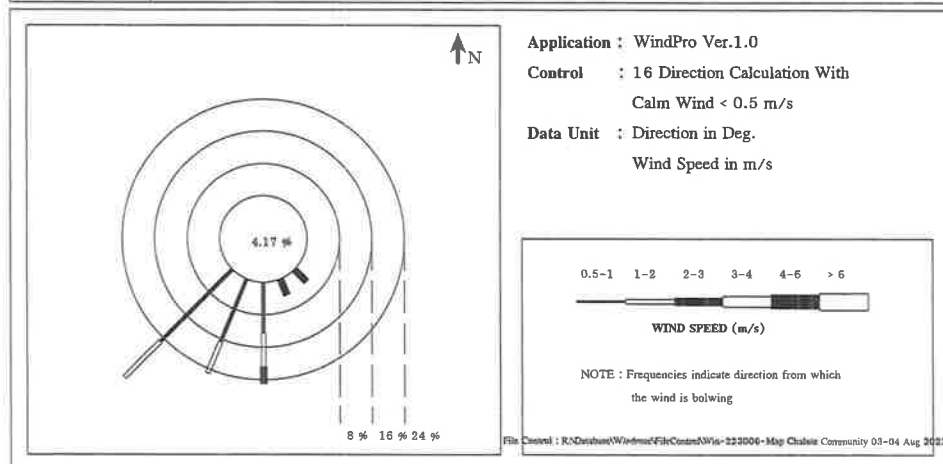 N
4.17 %
8 % 16 % 24 %
Application : WindPro Ver.1.0
Control : 16 Direction Calculation With
Calm Wind < 0.5 m/s
Data Unit : Direction in Deg.
Wind Speed in m/s
0.5-1 1-2 2-3 3-4 4-6 > 6
WIND SPEED (m/s)
NOTE : Frequencies indicate direction from which
the wind is bolwing
File Control : R:\Database\Windrose\FileControl\Win-223006-Map Chalute Community 03-04 Aug 2023